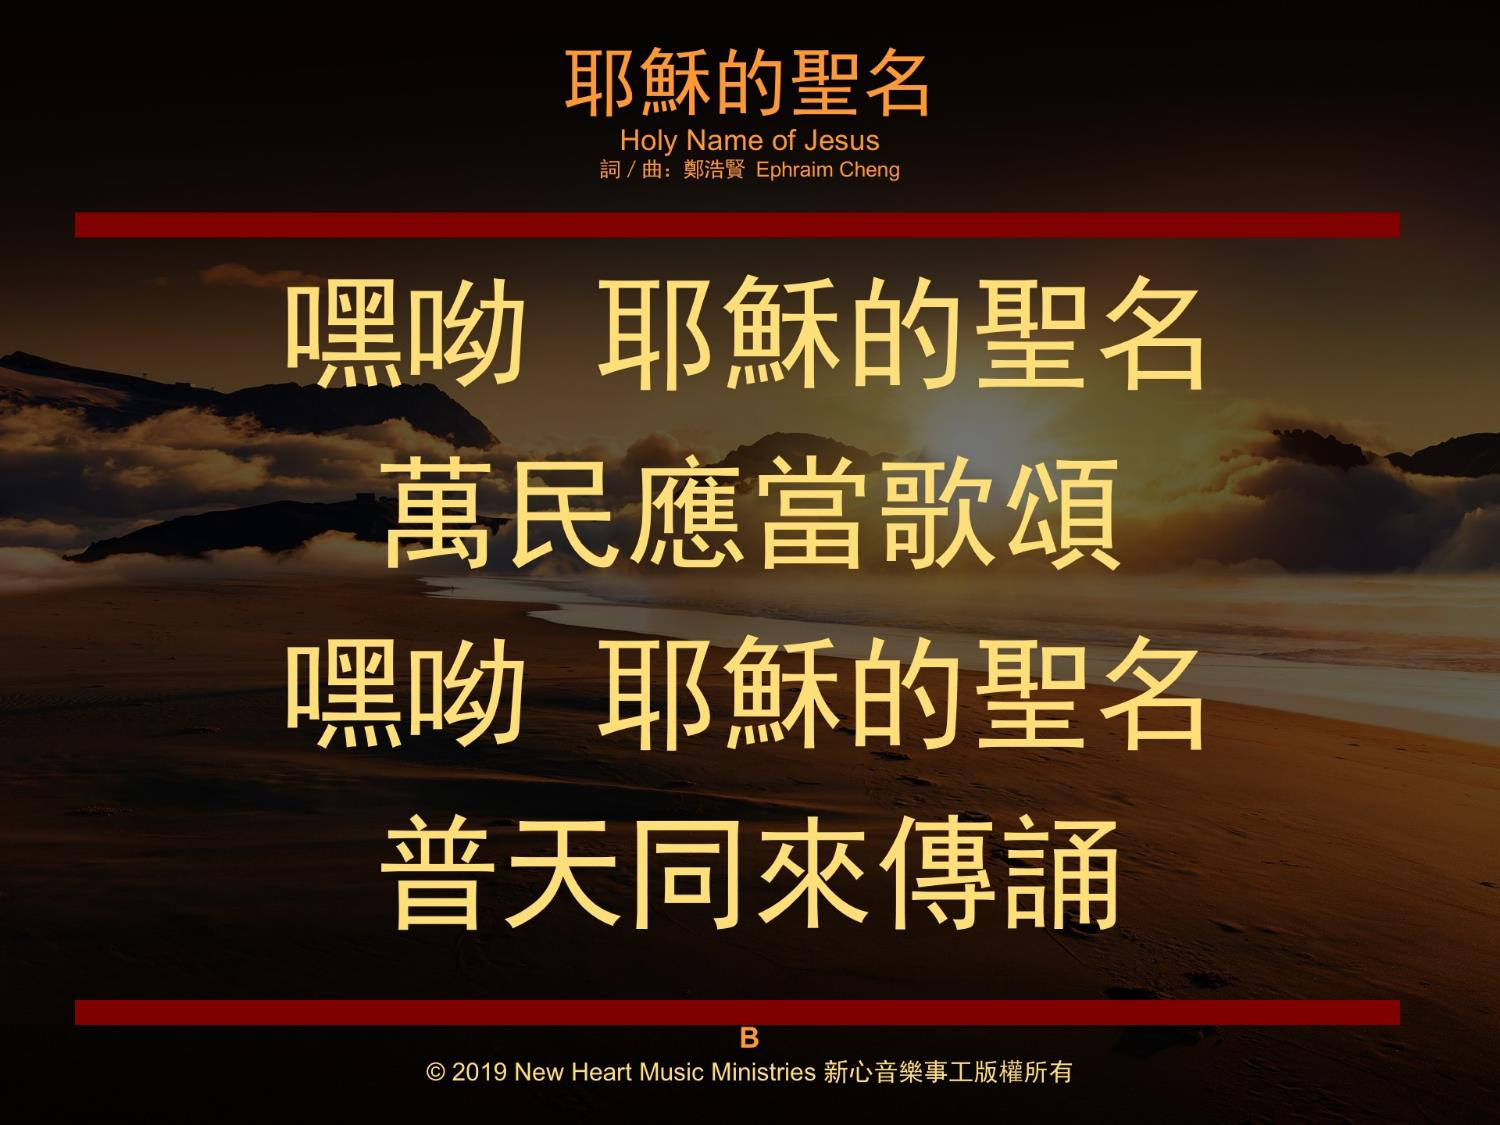 耶穌的聖名
Holy Name of Jesus
詞 / 曲：鄭浩賢 Ephraim Cheng
嘿呦 耶穌的聖名
萬民應當歌頌
嘿呦 耶穌的聖名
普天同來傳誦
B
© 2019 New Heart Music Ministries 新心音樂事工版權所有